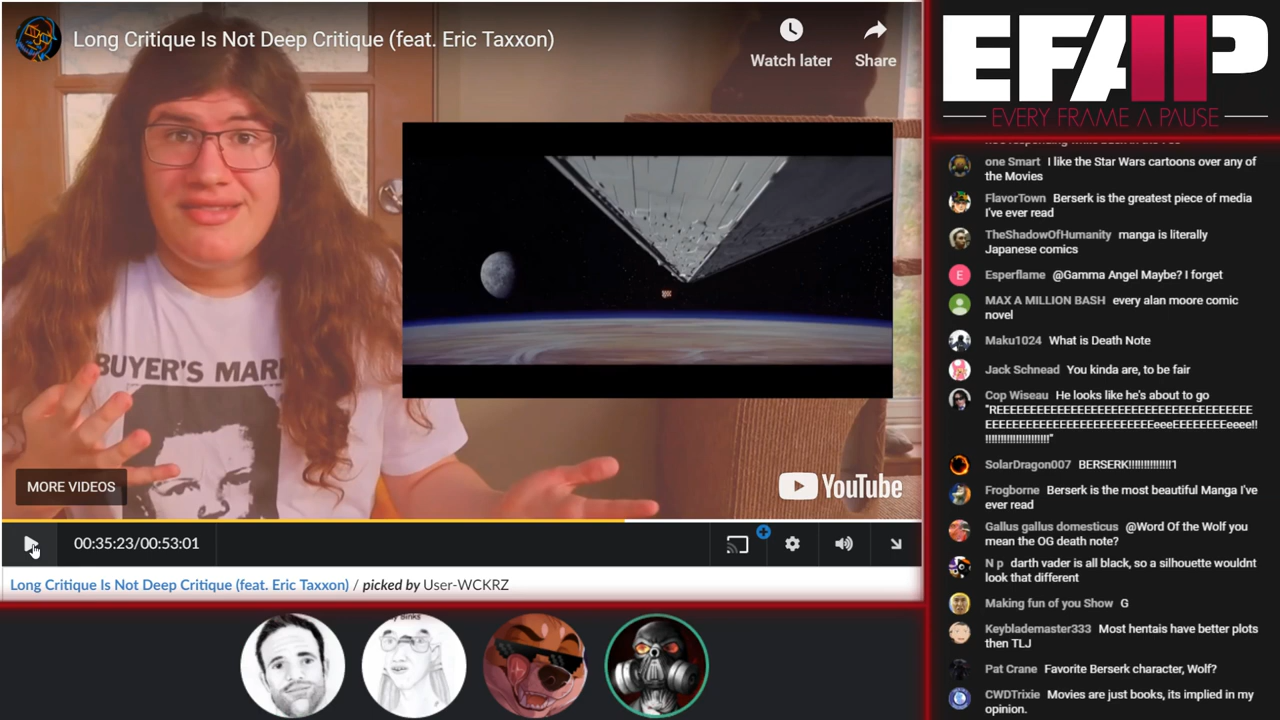 Long Critique Is Not Deep Critique (feat. Eric Taxxon)
Watch later
Share
BUYER'S MAR
MORE VIDEOS
YouTube
00:35:23/00:53:01
Long Critique Is Not Deep Critique (feat. Eric Taxxon) / picked by User-WCKRZ
EFAP
EVERY FRAME A PAUSE
one Smart I like the Star Wars cartoons over any of
the Movies
FlavorTown Berserk is the greatest piece of media
I've ever read
TheShadowOfHumanity manga is literally
Japanese comics
E
Esperflame @Gamma Angel Maybe? I forget
MAX A MILLION BASH every alan moore comic
novel
Maku1024 What is Death Note
Jack Schnead You kinda are, to be fair
Cop Wiseau He looks like he's about to go
SolarDragon007 BERSERK!!!!!!!!!!!!!!!1
Frogborne Berserk is the most beautiful Manga I've
ever read
Gallus gallus domesticus @Word Of the Wolf you
mean the OG death note?
N p darth vader is all black, so a silhouette wouldnt
look that different
Making fun of you Show G
Keyblademaster333 Most hentais have better plots
then TLJ
Pat Crane Favorite Berserk character, Wolf?
CWDTrixie Movies are just books, its implied in my
opinion.